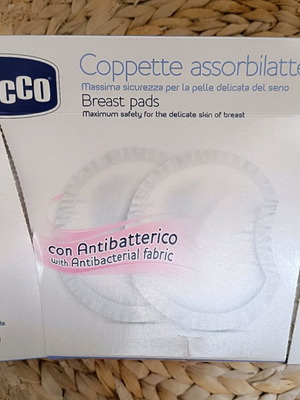 CCO
Coppette assorbilatte
Massima sicurezza per la pelle delicata del seno
Breast pads
Maximum safety for the delicate skin of breast
con Antibatterico
with Antibacterial fabric
te.